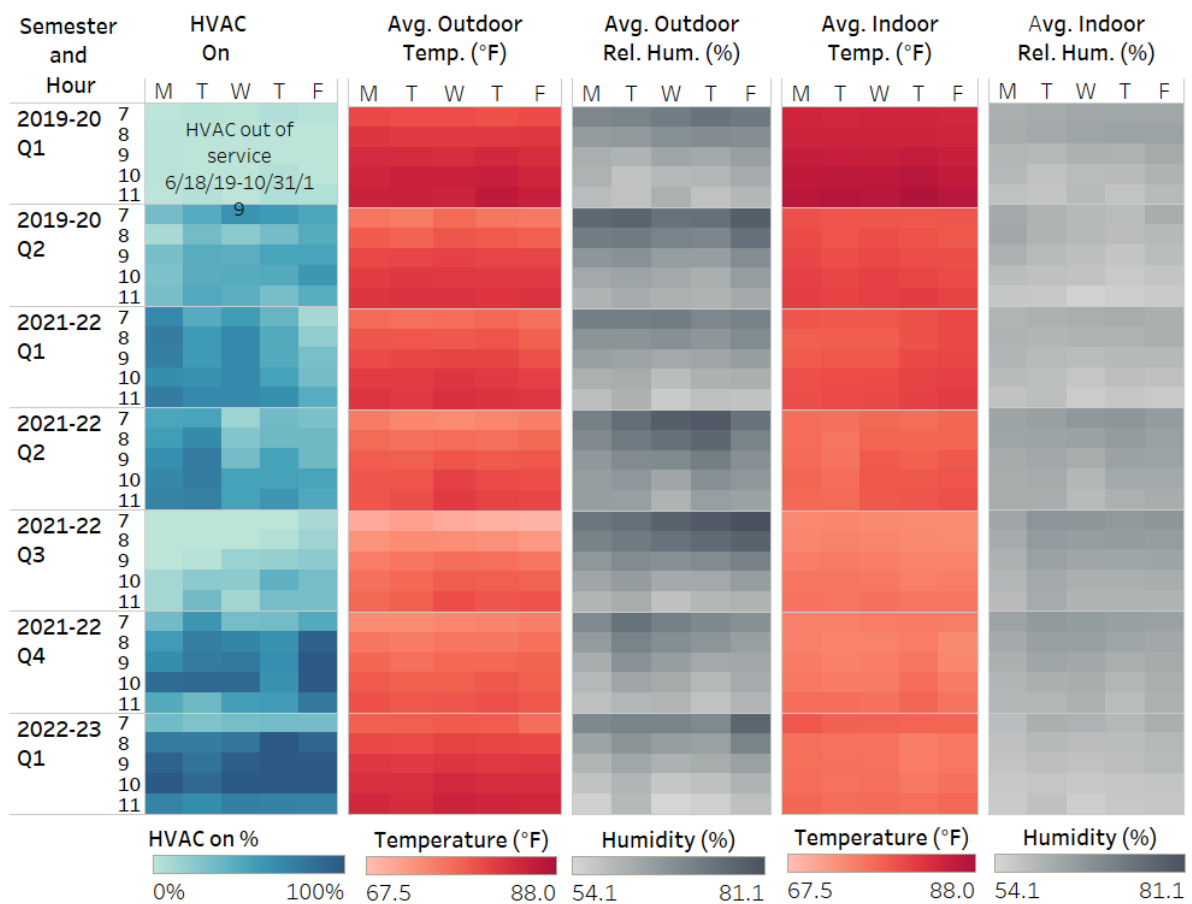 Semester and Hour
HVAC On
Avg. Outdoor Temp. (°F)
Avg. Outdoor Rel. Hum. (%)
Avg. Indoor Temp. (°F)
Avg. Indoor Rel. Hum. (%)
M T W T F
M T W T F
M T W T F
M T W T F
M T W T F
2019-20 Q1
7
8
9
10
11
HVAC out of
service
6/18/19-10/31/1
9
2019-20 Q2
7
8
9
10
11
2021-22 Q1
7
8
9
10
11
2021-22 Q2
7
8
9
10
11
2021-22 Q3
7
8
9
10
11
2021-22 Q4
7
8
9
10
11
2022-23 Q1
7
8
9
10
11
HVAC on %
0% 100%
Temperature (°F)
67.5 88.0
Humidity (%)
54.1 81.1
Temperature (°F)
67.5 88.0
Humidity (%)
54.1 81.1